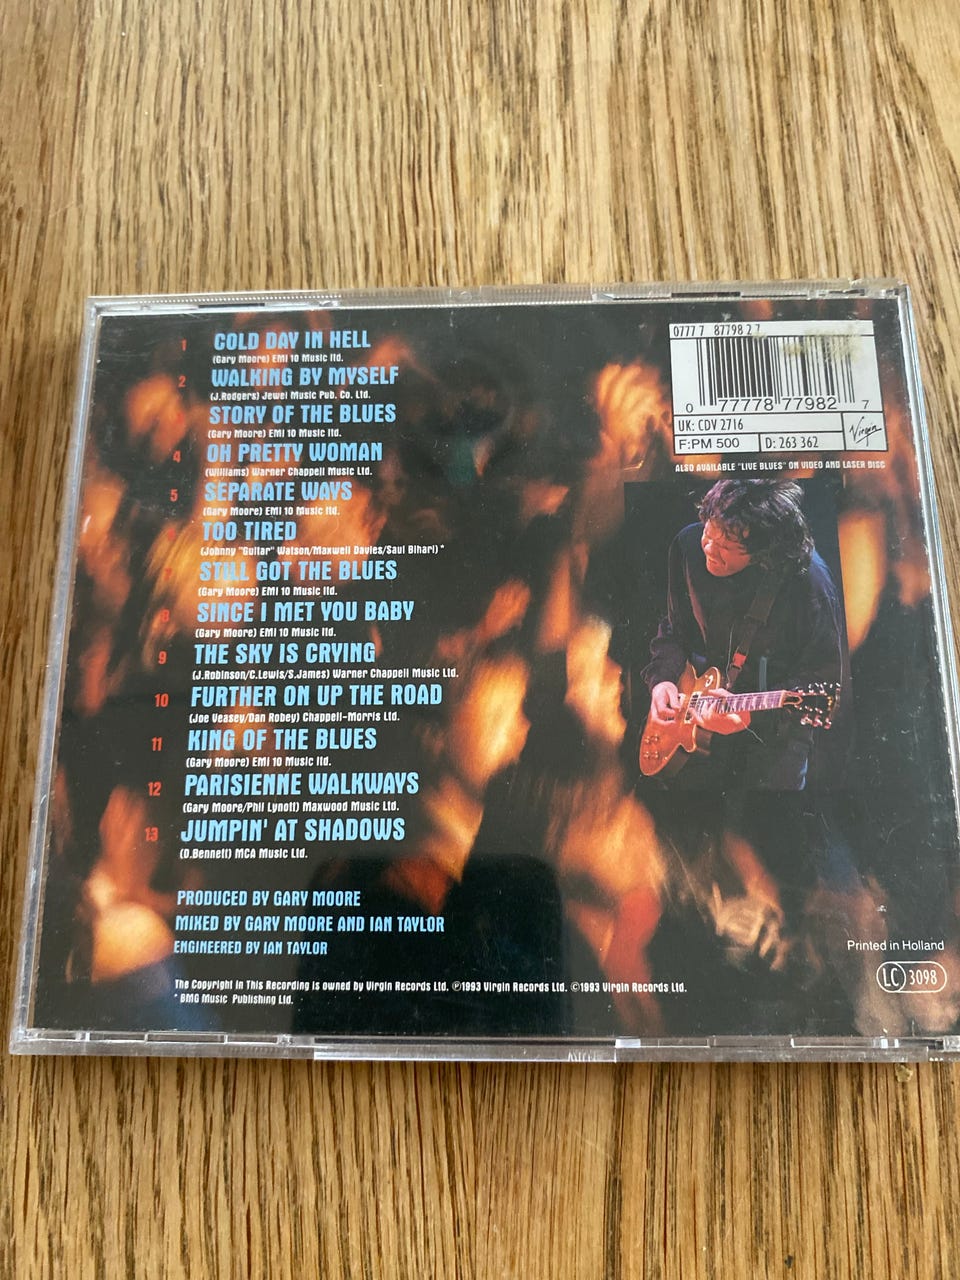 1 COLD DAY IN HELL
(Gary Moore) EMI 10 Music ltd.
2 WALKING BY MYSELF
(J.Rodgers) Jewel Music Pub. Co. Ltd.
STORY OF THE BLUES
(Gary Moore) EMI 10 Music ltd.
4 OH PRETTY WOMAN
(Williams) Warner Chappell Music Ltd.
5 SEPARATE WAYS
(Gary Moore) EMI 10 Music ltd.
TOO TIRED
(Johnny "Guitar" Watson/Maxwell Davies/Saul Bihari) *
STILL GOT THE BLUES
(Gary Moore) EMI 10 Music ltd.
8 SINCE I MET YOU BABY
(Gary Moore) EMI 10 Music ltd.
9 THE SKY IS CRYING
(J.Robinson/C.Lewis/S.James) Warner Chappell Music Ltd.
10 FURTHER ON UP THE ROAD
(Joe Veasey/Dan Robey) Chappell-Morris Ltd.
11 KING OF THE BLUES
(Gary Moore) EMI 10 Music ltd.
12 PARISIENNE WALKWAYS
(Gary Moore/Phil Lynott) Maxwood Music Ltd.
13 JUMPIN' AT SHADOWS
(D.Bennett) MCA Music Ltd.
PRODUCED BY GARY MOORE
MIXED BY GARY MOORE AND IAN TAYLOR
ENGINEERED BY IAN TAYLOR
The Copyright in This Recording is owned by Virgin Records Ltd. ℗1993 Virgin Records Ltd. ©1993 Virgin Records Ltd.
* BMG Music Publishing Ltd.
0777 7 87798 2 7
0 77778 77982 7
UK: CDV 2716
F: PM 500 D: 263 362
Virgin
ALSO AVAILABLE "LIVE BLUES" ON VIDEO AND LASER DISC
Printed in Holland
LC 3098